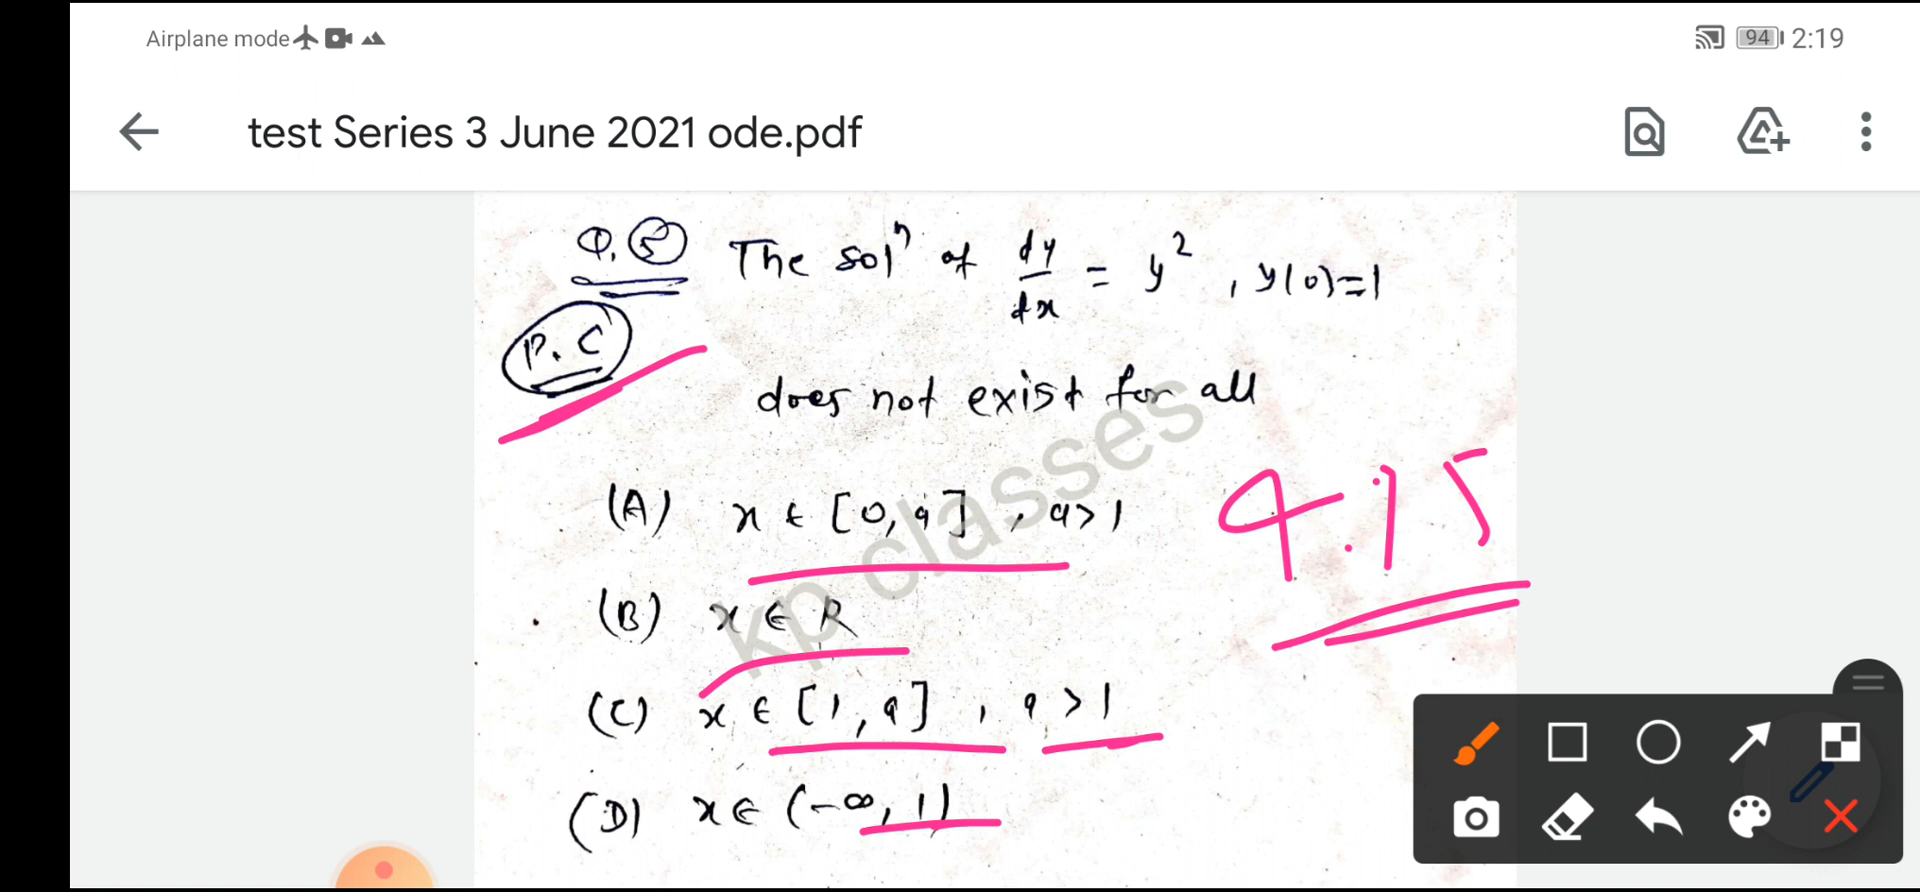 Airplane mode 94 2:19
test Series 3 June 2021 ode.pdf
Q. 5 The solⁿ of dy/dx = y², y(0)=1
P.C
does not exist for all
(A) x ∈ [0, a], a>1
4.75
(B) x ∈ R
(C) x ∈ [1, a], a>1
(D) x ∈ (-∞, 1)
kp classes